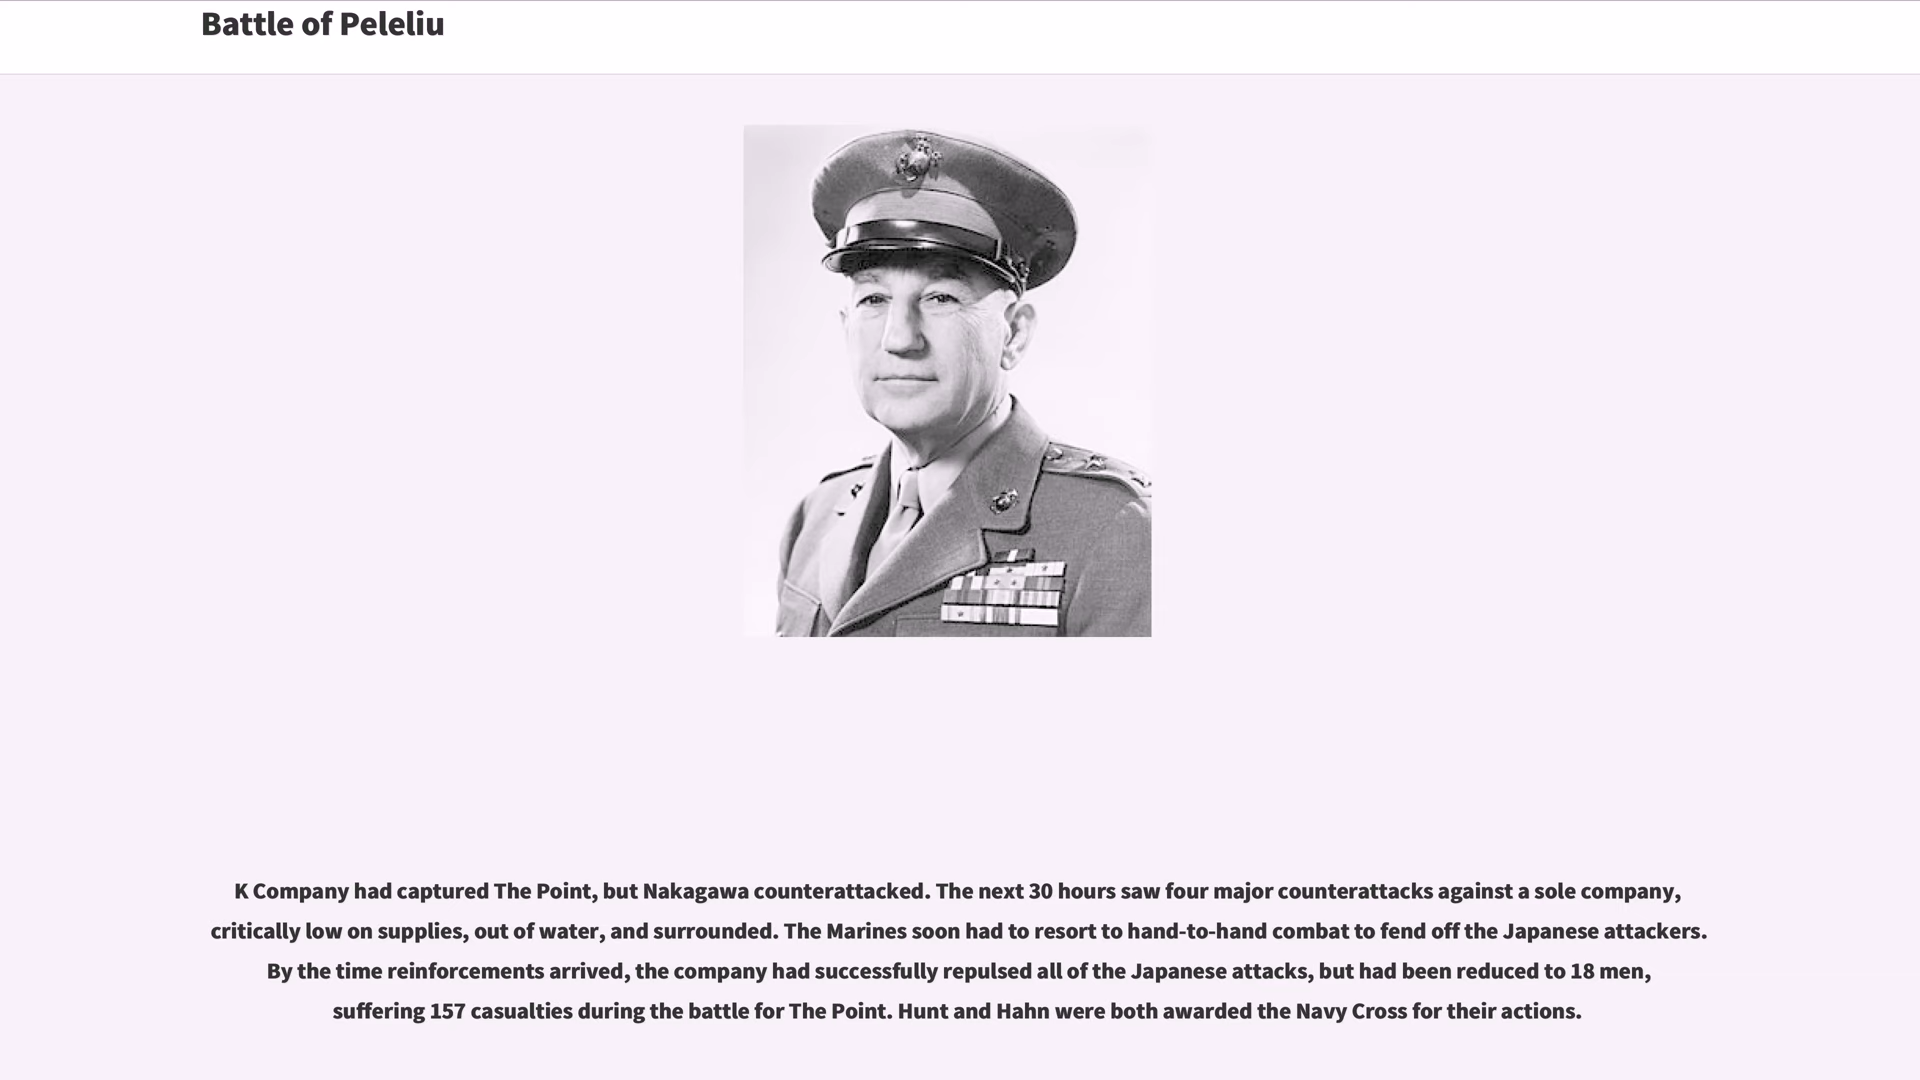 Battle of Peleliu
K Company had captured The Point, but Nakagawa counterattacked. The next 30 hours saw four major counterattacks against a sole company,
critically low on supplies, out of water, and surrounded. The Marines soon had to resort to hand-to-hand combat to fend off the Japanese attackers.
By the time reinforcements arrived, the company had successfully repulsed all of the Japanese attacks, but had been reduced to 18 men,
suffering 157 casualties during the battle for The Point. Hunt and Hahn were both awarded the Navy Cross for their actions.